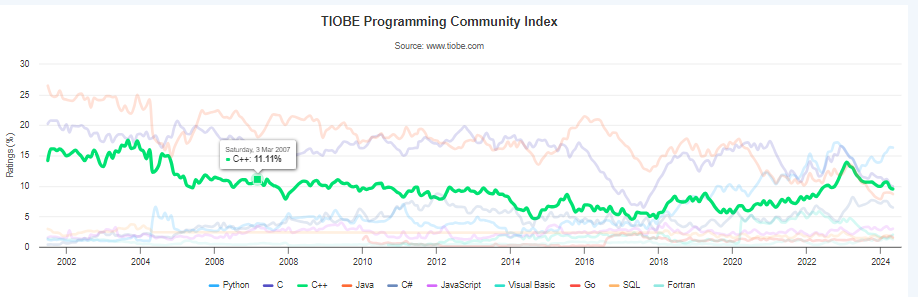 TIOBE Programming Community Index
Source: www.tiobe.com
Ratings (%)
30
25
20
15
10
5
0
Saturday, 3 Mar 2007
C++: 11.11%
2002 2004 2006 2008 2010 2012 2014 2016 2018 2020 2022 2024
Python C C++ Java C# JavaScript Visual Basic Go SQL Fortran